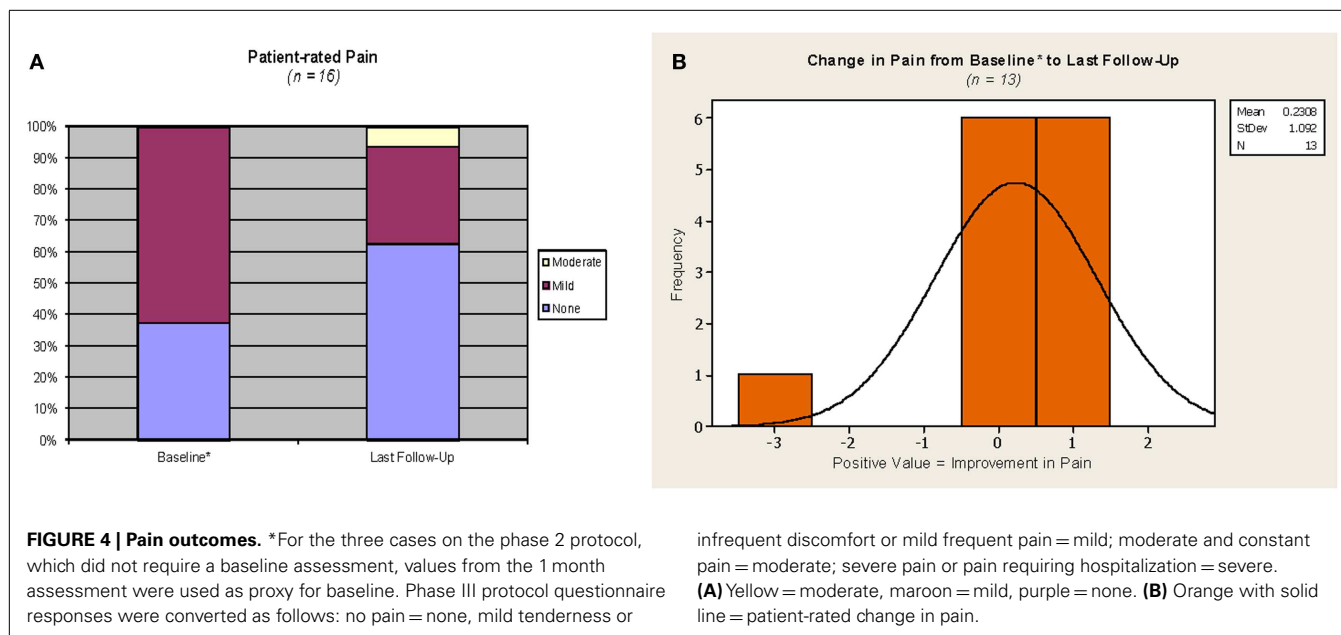 A
Patient-rated Pain
(n = 16)
100%
90%
80%
70%
60%
50%
40%
30%
20%
10%
0%
Baseline*
Last Follow-Up
Moderate
Mild
None
B
Change in Pain from Baseline* to Last Follow-Up
(n = 13)
Mean 0.2308
StDev 1.092
N 13
Frequency
6
5
4
3
2
1
0
-3
-2
-1
0
1
2
Positive Value = Improvement in Pain
FIGURE 4 | Pain outcomes. *For the three cases on the phase 2 protocol,
which did not require a baseline assessment, values from the 1 month
assessment were used as proxy for baseline. Phase III protocol questionnaire
responses were converted as follows: no pain = none, mild tenderness or
infrequent discomfort or mild frequent pain = mild; moderate and constant
pain = moderate; severe pain or pain requiring hospitalization = severe.
(A) Yellow = moderate, maroon = mild, purple = none. (B) Orange with solid
line = patient-rated change in pain.